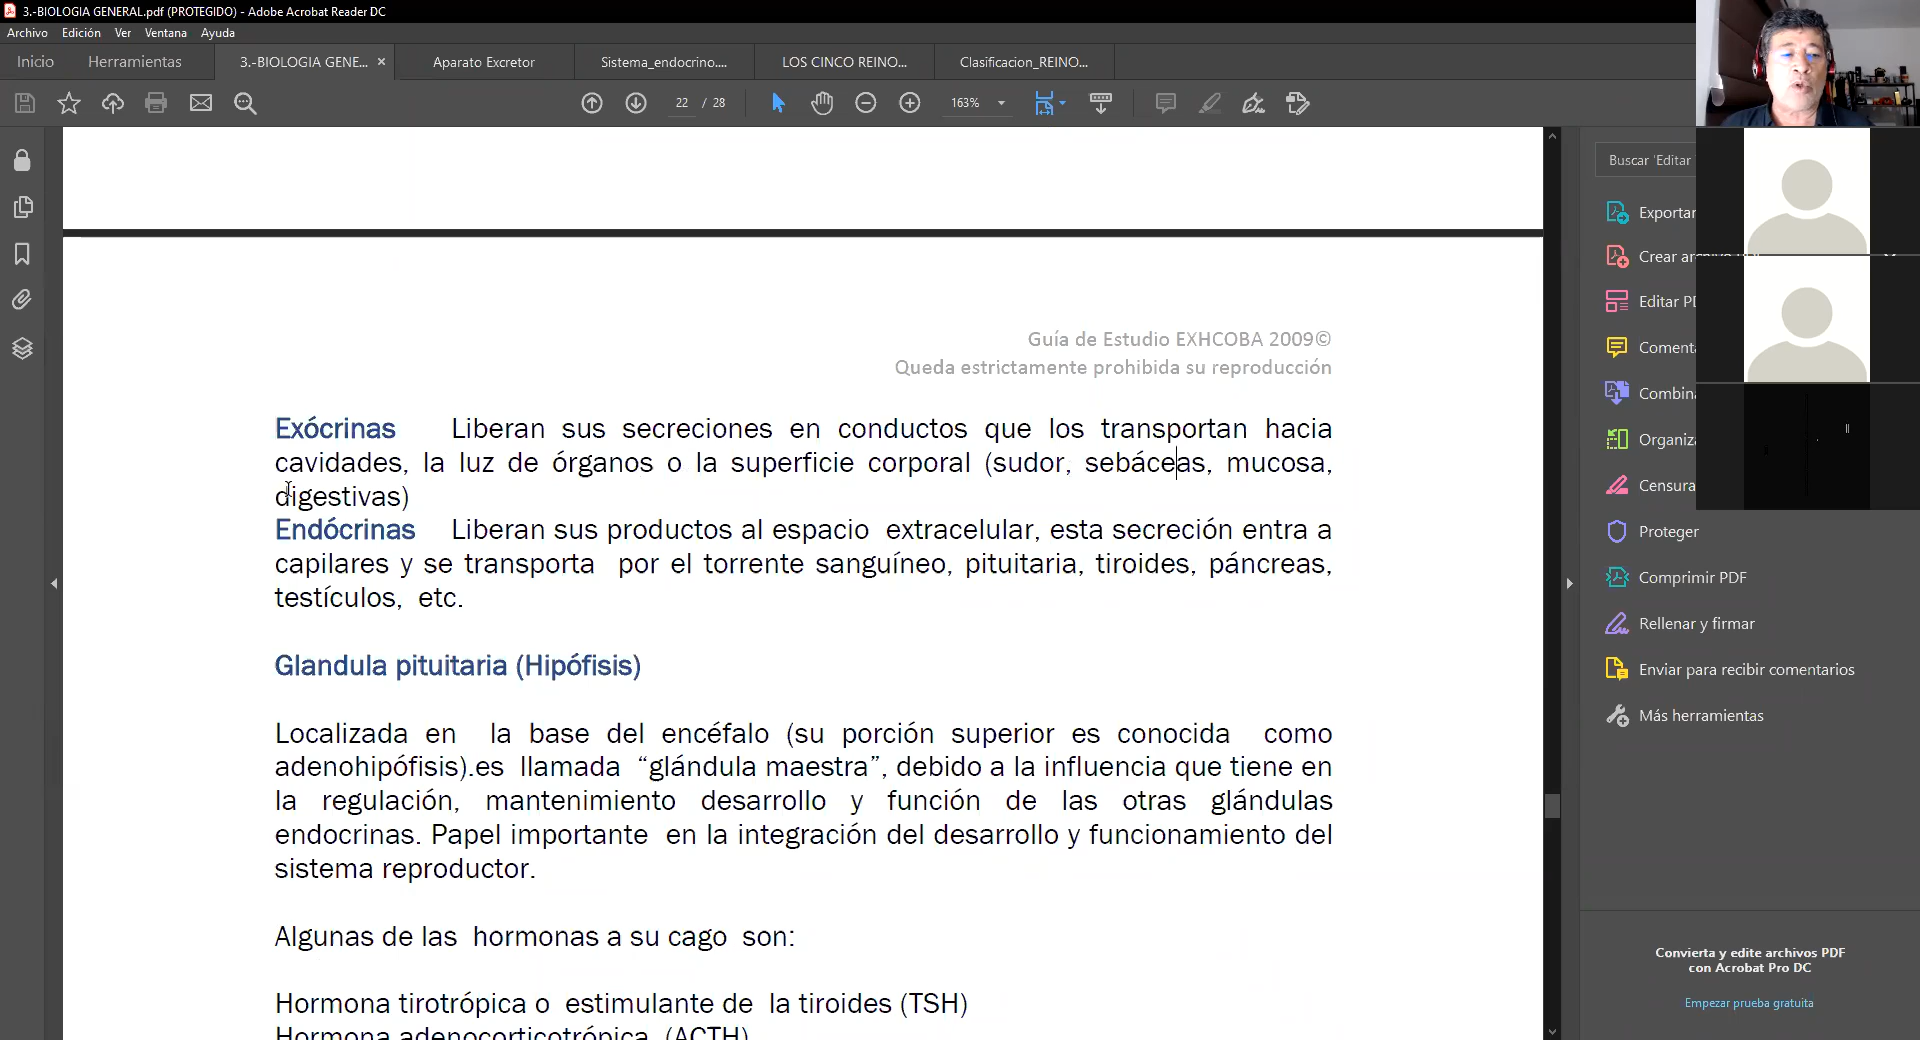 3.-BIOLOGIA GENERAL.pdf (PROTEGIDO) - Adobe Acrobat Reader DC
Archivo Edición Ver Ventana Ayuda
Inicio Herramientas 3.-BIOLOGIA GENE... × Aparato Excretor Sistema_endocrino.... LOS CINCO REINO... Clasificacion_REINO...
22 / 28 163%
Guía de Estudio EXHCOBA 2009©
Queda estrictamente prohibida su reproducción
Exócrinas Liberan sus secreciones en conductos que los transportan hacia
cavidades, la luz de órganos o la superficie corporal (sudor, sebáceas, mucosa,
digestivas)
Endócrinas Liberan sus productos al espacio extracelular, esta secreción entra a
capilares y se transporta por el torrente sanguíneo, pituitaria, tiroides, páncreas,
testículos, etc.
Glandula pituitaria (Hipófisis)
Localizada en la base del encéfalo (su porción superior es conocida como
adenohipófisis).es llamada “glándula maestra”, debido a la influencia que tiene en
la regulación, mantenimiento desarrollo y función de las otras glándulas
endocrinas. Papel importante en la integración del desarrollo y funcionamiento del
sistema reproductor.
Algunas de las hormonas a su cago son:
Hormona tirotrópica o estimulante de la tiroides (TSH)
Hormona adenocorticotrópica (ACTH)
Buscar 'Editar
Exportar
Crear ar
Editar PD
Comenta
Combina
Organiza
Censura
Proteger
Comprimir PDF
Rellenar y firmar
Enviar para recibir comentarios
Más herramientas
Convierta y edite archivos PDF
con Acrobat Pro DC
Empezar prueba gratuita